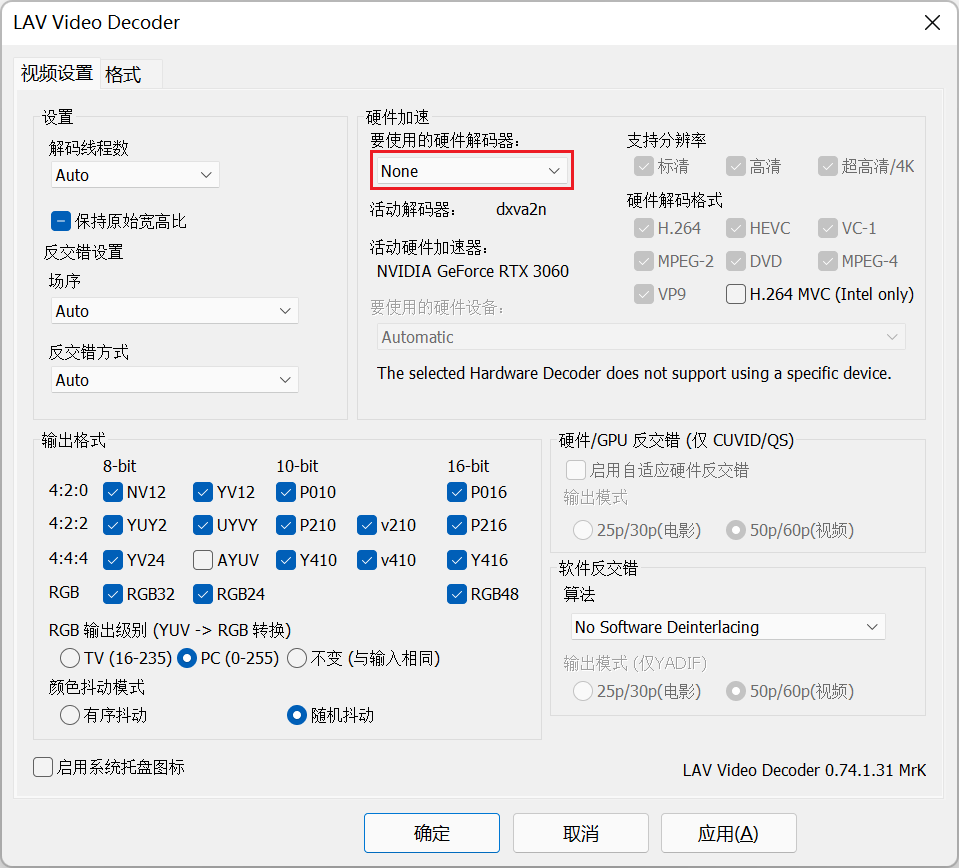 LAV Video Decoder
视频设置 格式
设置
解码线程数
Auto
保持原始宽高比
反交错设置
场序
Auto
反交错方式
Auto
硬件加速
要使用的硬件解码器:
None
活动解码器: dxva2n
活动硬件加速器:
NVIDIA GeForce RTX 3060
要使用的硬件设备:
Automatic
The selected Hardware Decoder does not support using a specific device.
支持分辨率
标清 高清 超高清/4K
硬件解码格式
H.264 HEVC VC-1
MPEG-2 DVD MPEG-4
VP9 H.264 MVC (Intel only)
输出格式
8-bit 10-bit 16-bit
4:2:0 NV12 YV12 P010 P016
4:2:2 YUY2 UYVY P210 v210 P216
4:4:4 YV24 AYUV Y410 v410 Y416
RGB RGB32 RGB24 RGB48
RGB 输出级别 (YUV -> RGB 转换)
TV (16-235) PC (0-255) 不变 (与输入相同)
颜色抖动模式
有序抖动 随机抖动
硬件/GPU 反交错 (仅 CUVID/QS)
启用自适应硬件反交错
输出模式
25p/30p(电影) 50p/60p(视频)
软件反交错
算法
No Software Deinterlacing
输出模式 (仅YADIF)
25p/30p(电影) 50p/60p(视频)
启用系统托盘图标
LAV Video Decoder 0.74.1.31 MrK
确定 取消 应用(A)